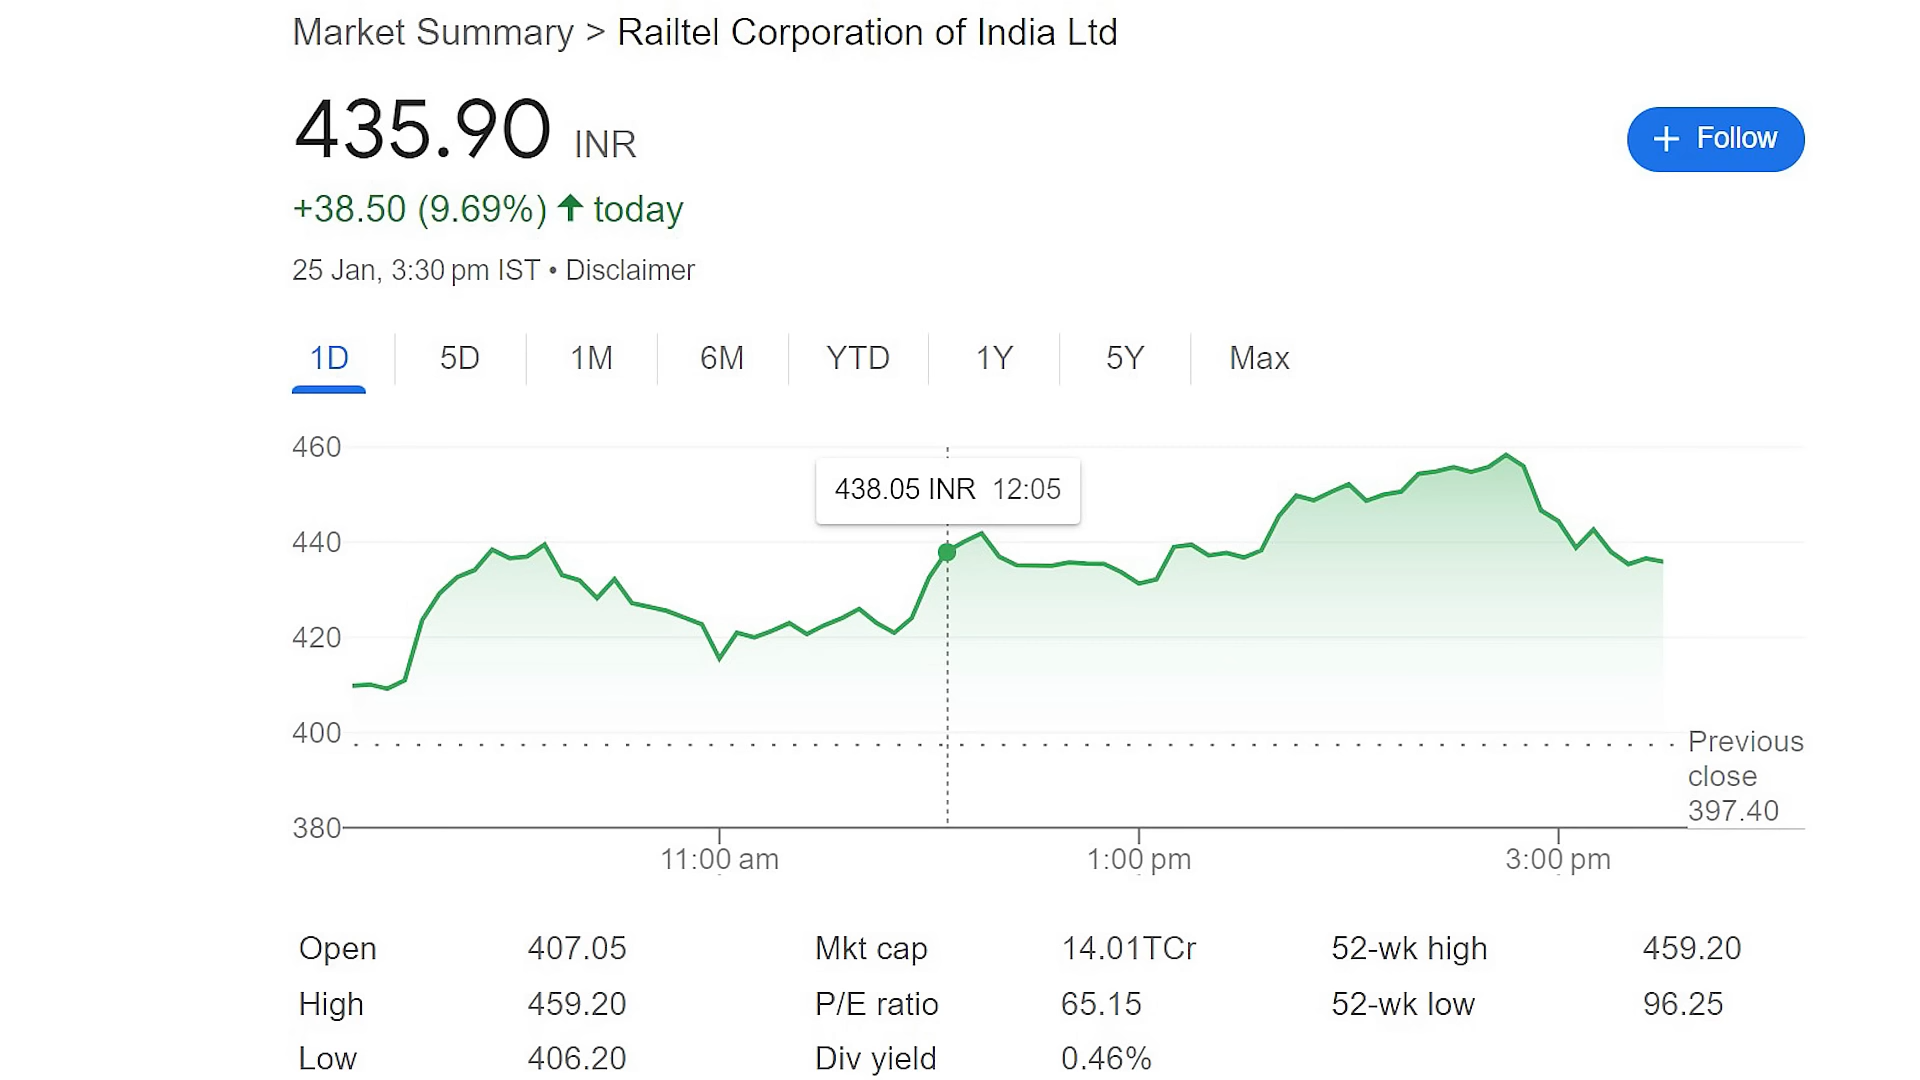 Market Summary > Railtel Corporation of India Ltd
435.90 INR
+ Follow
+38.50 (9.69%) ↑ today
25 Jan, 3:30 pm IST • Disclaimer
1D 5D 1M 6M YTD 1Y 5Y Max
460
438.05 INR 12:05
440
420
400
Previous
close
397.40
380
11:00 am 1:00 pm 3:00 pm
Open 407.05 Mkt cap 14.01TCr 52-wk high 459.20
High 459.20 P/E ratio 65.15 52-wk low 96.25
Low 406.20 Div yield 0.46%